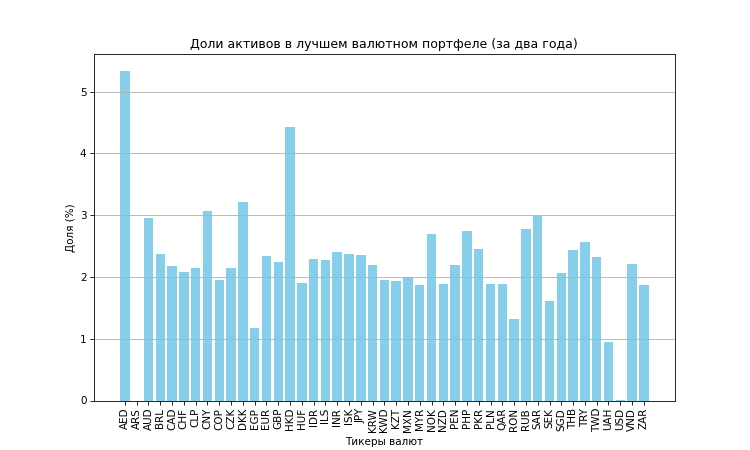 Доли активов в лучшем валютном портфеле (за два года)
Доля (%)
5
4
3
2
1
0
AED ARS AUD BRL CAD CHF CLP CNY COP CZK DKK EGP EUR GBP HKD HUF IDR ILS INR ISK JPY KRW KWD KZT MXN MYR NOK NZD PEN PHP PKR PLN QAR RON RUB SAR SEK SGD THB TRY TWD UAH USD VND ZAR
Тикеры валют